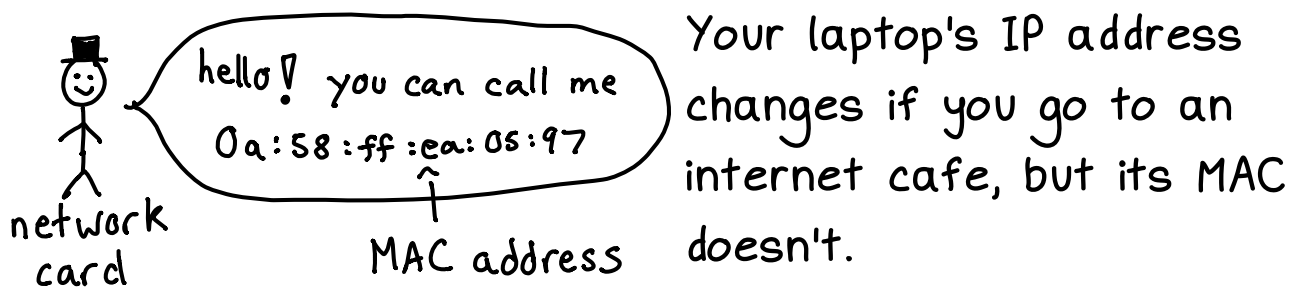 hello! you can call me
0a:58:ff:ea:05:97
network
card
MAC address
Your laptop's IP address
changes if you go to an
internet cafe, but its MAC
doesn't.